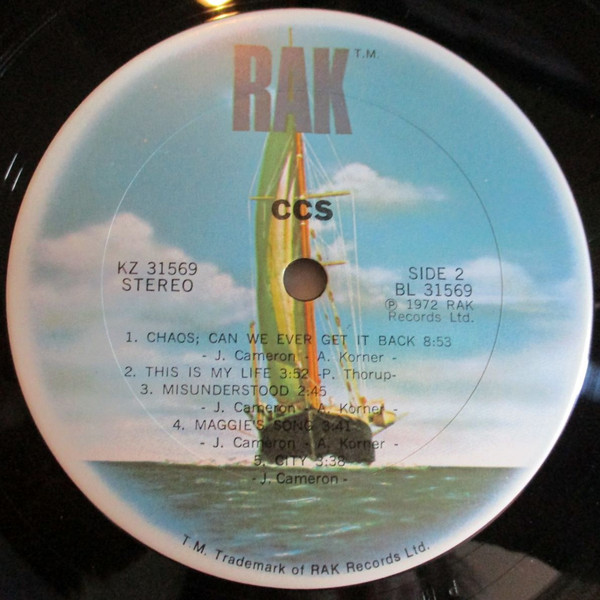 RAK T.M.
CCS
KZ 31569
STEREO
SIDE 2
BL 31569
Ⓟ 1972 RAK
Records Ltd.
1. CHAOS; CAN WE EVER GET IT BACK 8:53
- J. Cameron - A. Korner -
2. THIS IS MY LIFE 3:52 -P. Thorup-
3. MISUNDERSTOOD 2:45
- J. Cameron - A. Korner -
4. MAGGIE'S SONG 3:41
- J. Cameron - A. Korner -
5. CITY 3:38
- J. Cameron -
T.M. Trademark of RAK Records Ltd.